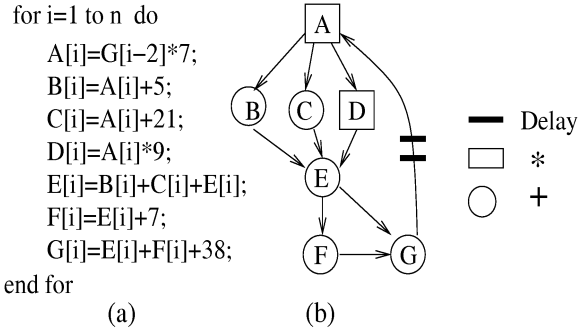 for i=1 to n do
A[i]=G[i-2]*7;
B[i]=A[i]+5;
C[i]=A[i]+21;
D[i]=A[i]*9;
E[i]=B[i]+C[i]+E[i];
F[i]=E[i]+7;
G[i]=E[i]+F[i]+38;
end for
(a)
A
B
C
D
E
F
G
(b)
Delay
*
+